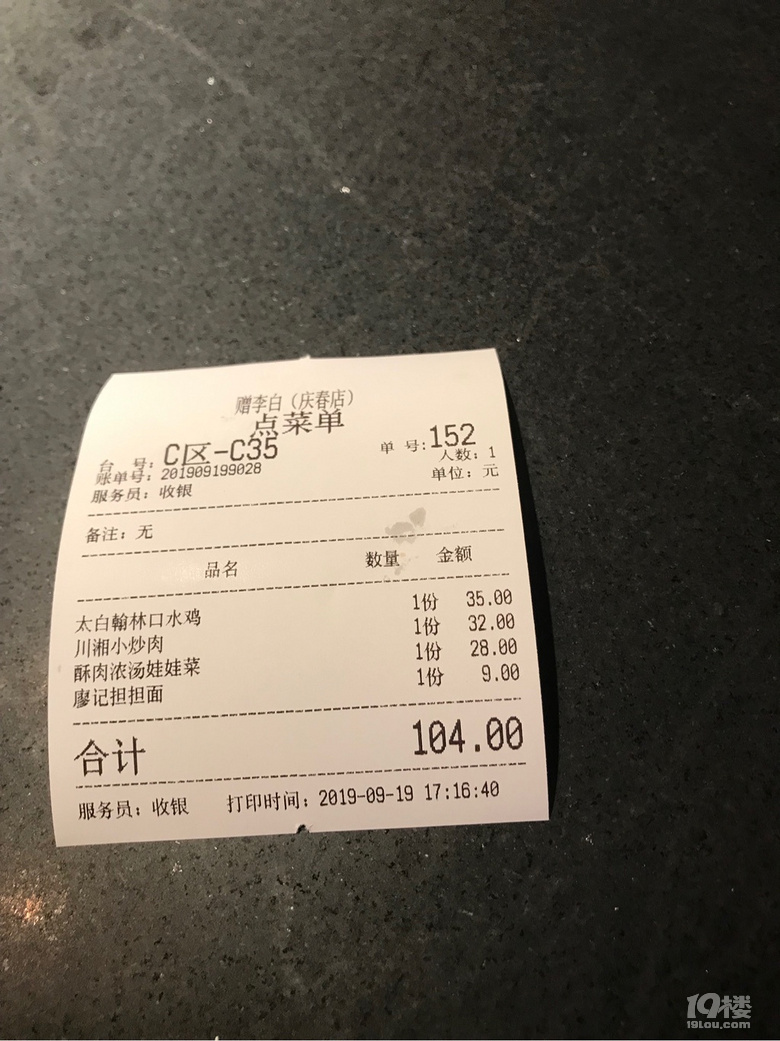 赠李白（庆春店）
点菜单
台 号：C区-C35 单 号：152
账单号：201909199028 人数：1
服务员：收银 单位：元
备注：无
品名 数量 金额
太白翰林口水鸡 1份 35.00
川湘小炒肉 1份 32.00
酥肉浓汤娃娃菜 1份 28.00
廖记担担面 1份 9.00
合计 104.00
服务员：收银 打印时间：2019-09-19 17:16:40
19楼
19lou.com